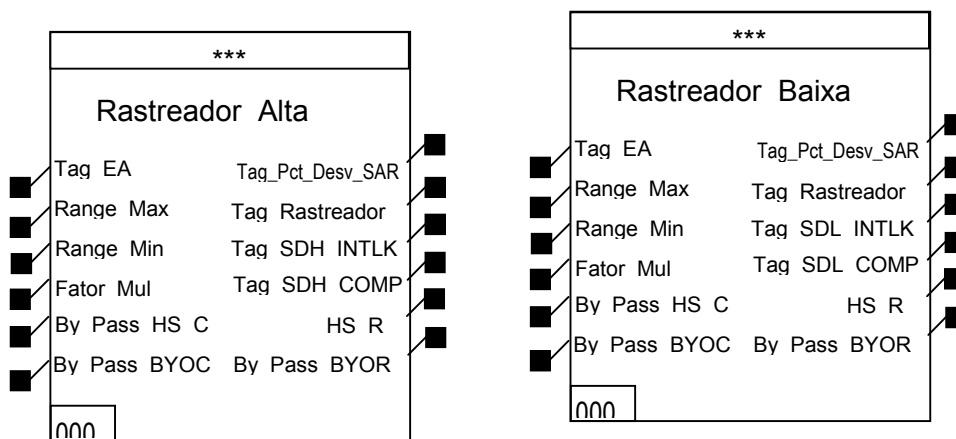 ***
Rastreador Alta
Tag EA Tag_Pct_Desv_SAR
Range Max Tag Rastreador
Range Min Tag SDH INTLK
Fator Mul Tag SDH COMP
By Pass HS C HS R
By Pass BYOC By Pass BYOR
000
***
Rastreador Baixa
Tag EA Tag_Pct_Desv_SAR
Range Max Tag Rastreador
Range Min Tag SDL INTLK
Fator Mul Tag SDL COMP
By Pass HS C HS R
By Pass BYOC By Pass BYOR
000